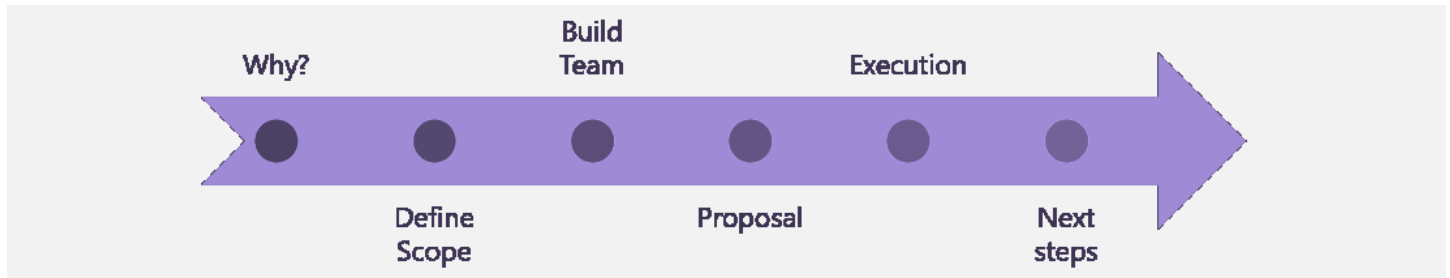 Why?
Define
Scope
Build
Team
Proposal
Execution
Next
steps